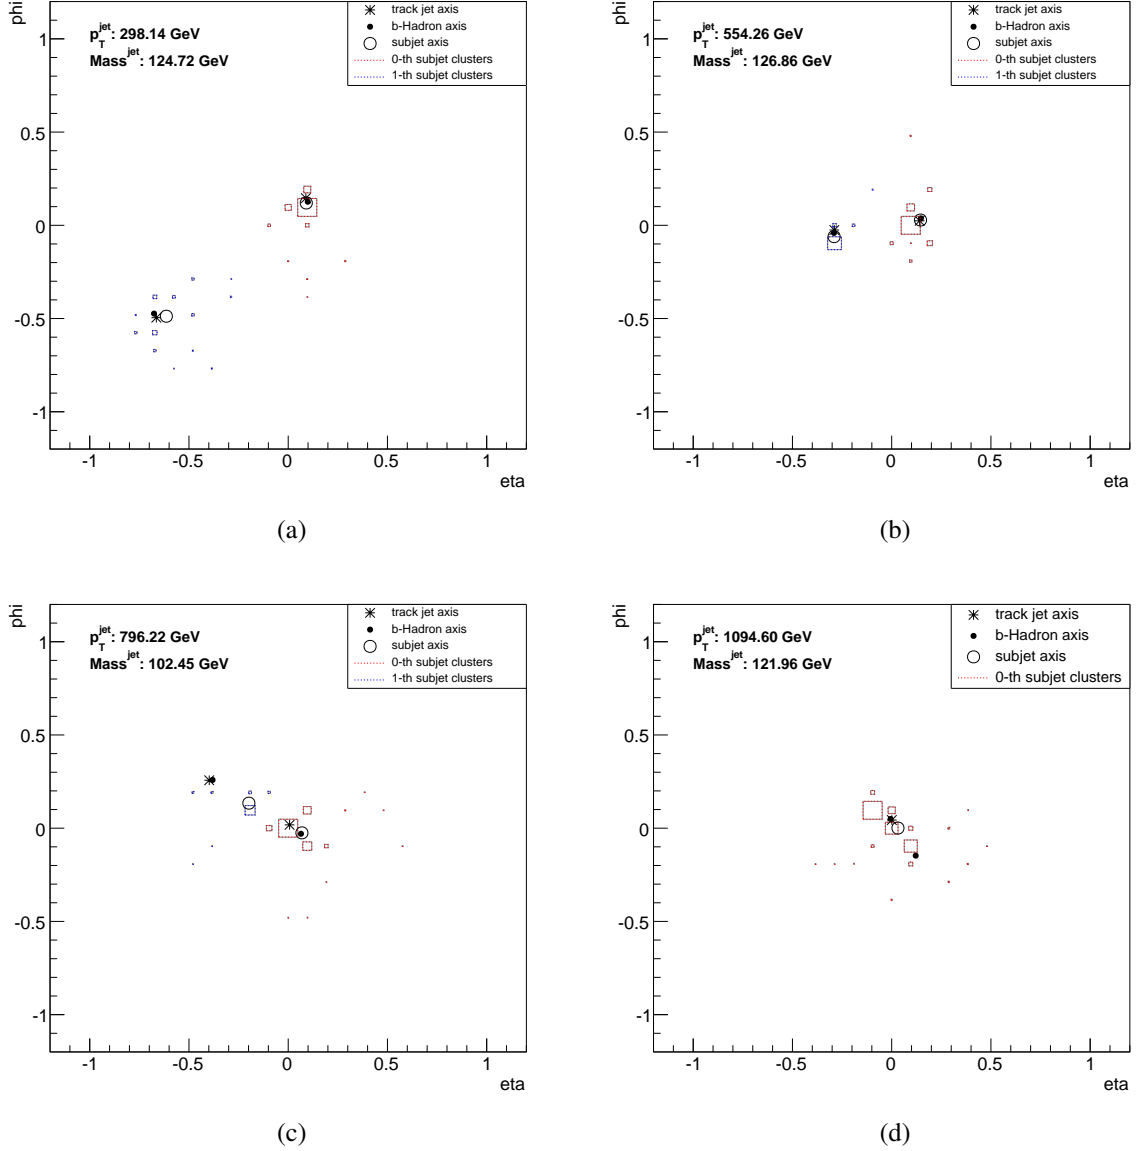 phi
1
0.5
0
-0.5
-1
-1
-0.5
0
0.5
1
eta
p_T^jet: 298.14 GeV
Mass^jet: 124.72 GeV
track jet axis
b-Hadron axis
subjet axis
0-th subjet clusters
1-th subjet clusters
(a)
phi
1
0.5
0
-0.5
-1
-1
-0.5
0
0.5
1
eta
p_T^jet: 554.26 GeV
Mass^jet: 126.86 GeV
track jet axis
b-Hadron axis
subjet axis
0-th subjet clusters
1-th subjet clusters
(b)
phi
1
0.5
0
-0.5
-1
-1
-0.5
0
0.5
1
eta
p_T^jet: 796.22 GeV
Mass^jet: 102.45 GeV
track jet axis
b-Hadron axis
subjet axis
0-th subjet clusters
1-th subjet clusters
(c)
phi
1
0.5
0
-0.5
-1
-1
-0.5
0
0.5
1
eta
p_T^jet: 1094.60 GeV
Mass^jet: 121.96 GeV
track jet axis
b-Hadron axis
subjet axis
0-th subjet clusters
(d)